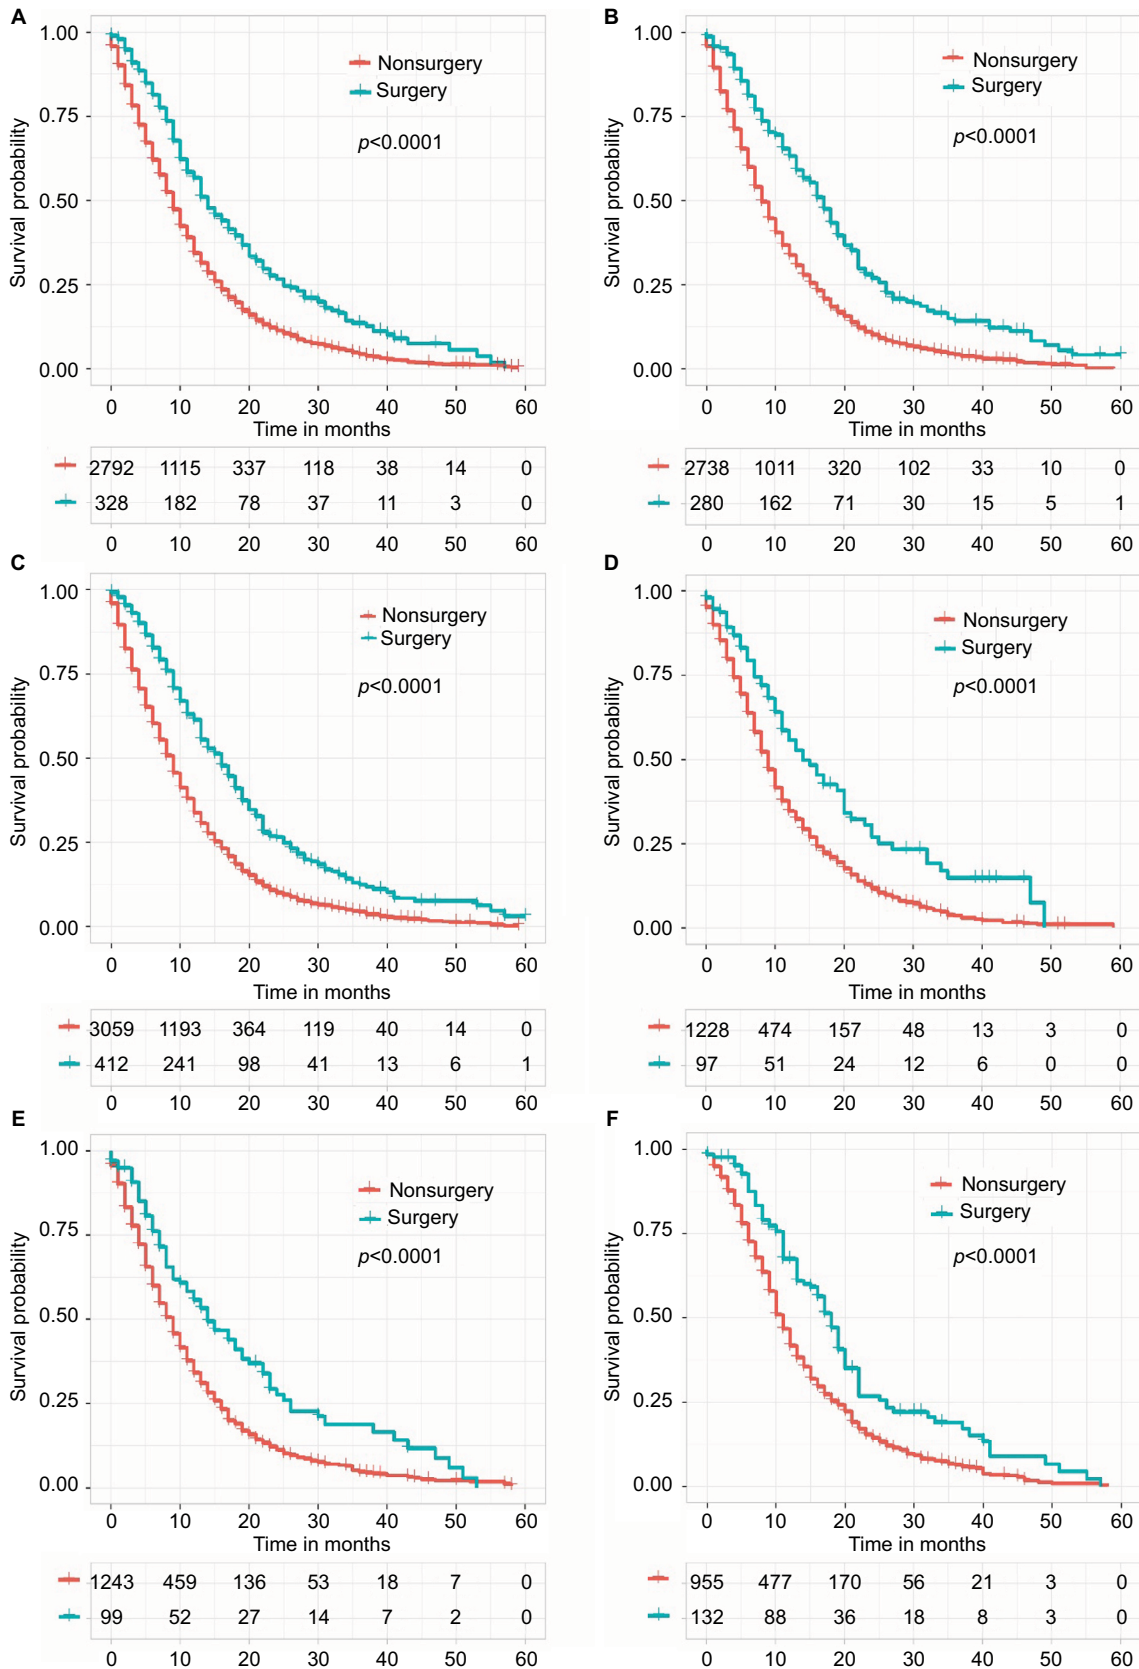 A
Survival probability
1.00
0.75
0.50
0.25
0.00
Nonsurgery
Surgery
p<0.0001
0 10 20 30 40 50 60
Time in months
2792 1115 337 118 38 14 0
328 182 78 37 11 3 0
0 10 20 30 40 50 60
B
Survival probability
1.00
0.75
0.50
0.25
0.00
Nonsurgery
Surgery
p<0.0001
0 10 20 30 40 50 60
Time in months
2738 1011 320 102 33 10 0
280 162 71 30 15 5 1
0 10 20 30 40 50 60
C
Survival probability
1.00
0.75
0.50
0.25
0.00
Nonsurgery
Surgery
p<0.0001
0 10 20 30 40 50 60
Time in months
3059 1193 364 119 40 14 0
412 241 98 41 13 6 1
0 10 20 30 40 50 60
D
Survival probability
1.00
0.75
0.50
0.25
0.00
Nonsurgery
Surgery
p<0.0001
0 10 20 30 40 50 60
Time in months
1228 474 157 48 13 3 0
97 51 24 12 6 0 0
0 10 20 30 40 50 60
E
Survival probability
1.00
0.75
0.50
0.25
0.00
Nonsurgery
Surgery
p<0.0001
0 10 20 30 40 50 60
Time in months
1243 459 136 53 18 7 0
99 52 27 14 7 2 0
0 10 20 30 40 50 60
F
Survival probability
1.00
0.75
0.50
0.25
0.00
Nonsurgery
Surgery
p<0.0001
0 10 20 30 40 50 60
Time in months
955 477 170 56 21 3 0
132 88 36 18 8 3 0
0 10 20 30 40 50 60